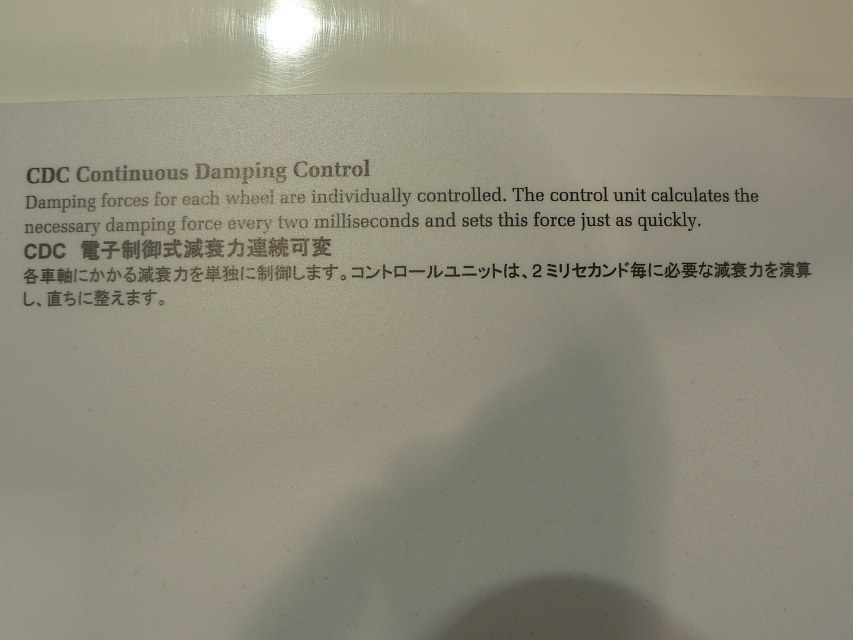 CDC Continuous Damping Control
Damping forces for each wheel are individually controlled. The control unit calculates the
necessary damping force every two milliseconds and sets this force just as quickly.
CDC 電子制御式減衰力連続可変
各車軸にかかる減衰力を単独に制御します。コントロールユニットは、2ミリセカンド毎に必要な減衰力を演算
し、直ちに整えます。